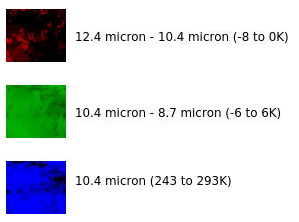 12.4 micron - 10.4 micron (-8 to 0K)
10.4 micron - 8.7 micron (-6 to 6K)
10.4 micron (243 to 293K)